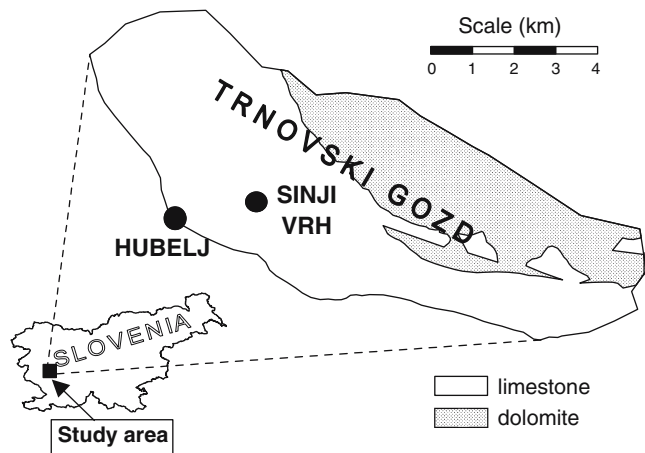 Scale (km)
0 1 2 3 4
TRNOVSKI GOZD
SINJI
VRH
HUBELJ
SLOVENIA
Study area
limestone
dolomite